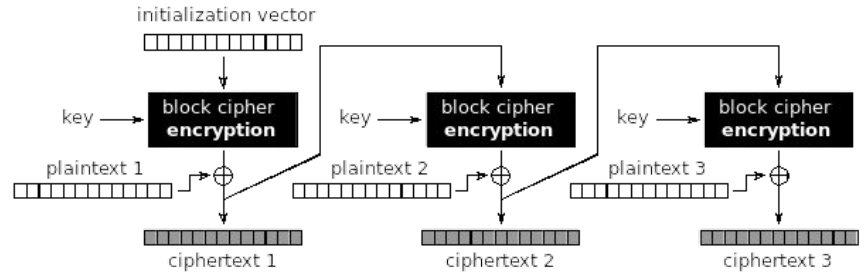 initialization vector
key
block cipher
encryption
key
block cipher
encryption
key
block cipher
encryption
plaintext 1
plaintext 2
plaintext 3
ciphertext 1
ciphertext 2
ciphertext 3